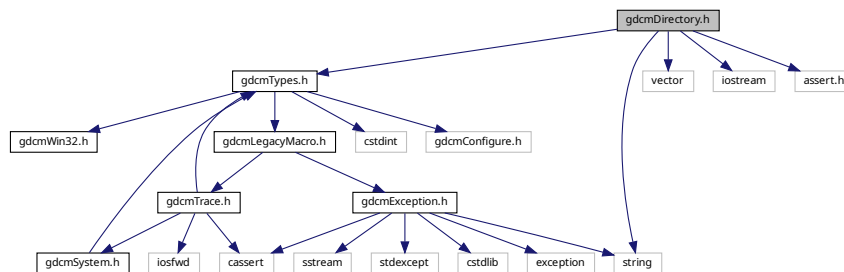 gdcmDirectory.h
gdcmTypes.h
vector
iostream
assert.h
gdcmWin32.h
gdcmLegacyMacro.h
cstdint
gdcmConfigure.h
gdcmTrace.h
gdcmException.h
gdcmSystem.h
iosfwd
cassert
sstream
stdexcept
cstdlib
exception
string